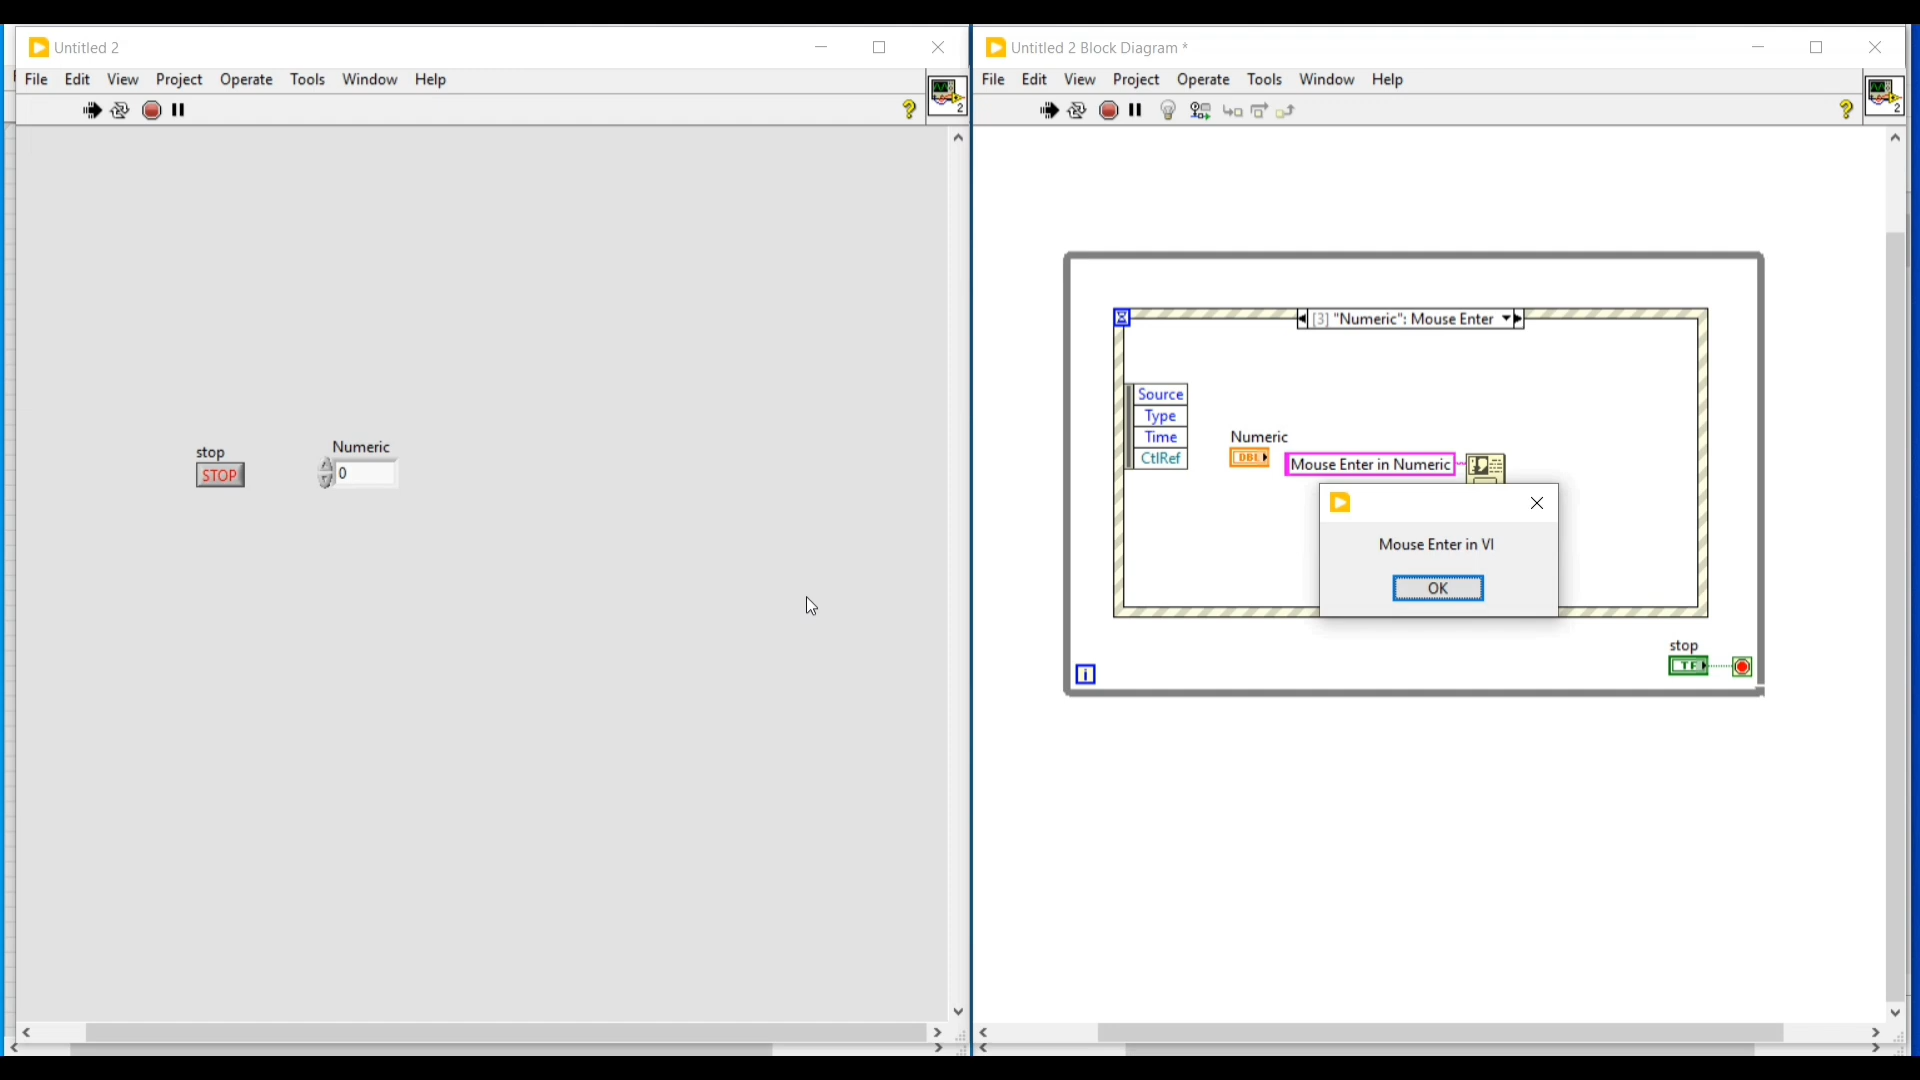 Untitled 2
File Edit View Project Operate Tools Window Help
2
stop
STOP
Numeric
0
Untitled 2 Block Diagram *
File Edit View Project Operate Tools Window Help
2
[3] "Numeric": Mouse Enter
Source
Type
Time
CtlRef
Numeric
DBL
Mouse Enter in Numeric
Mouse Enter in VI
OK
stop
TF
i